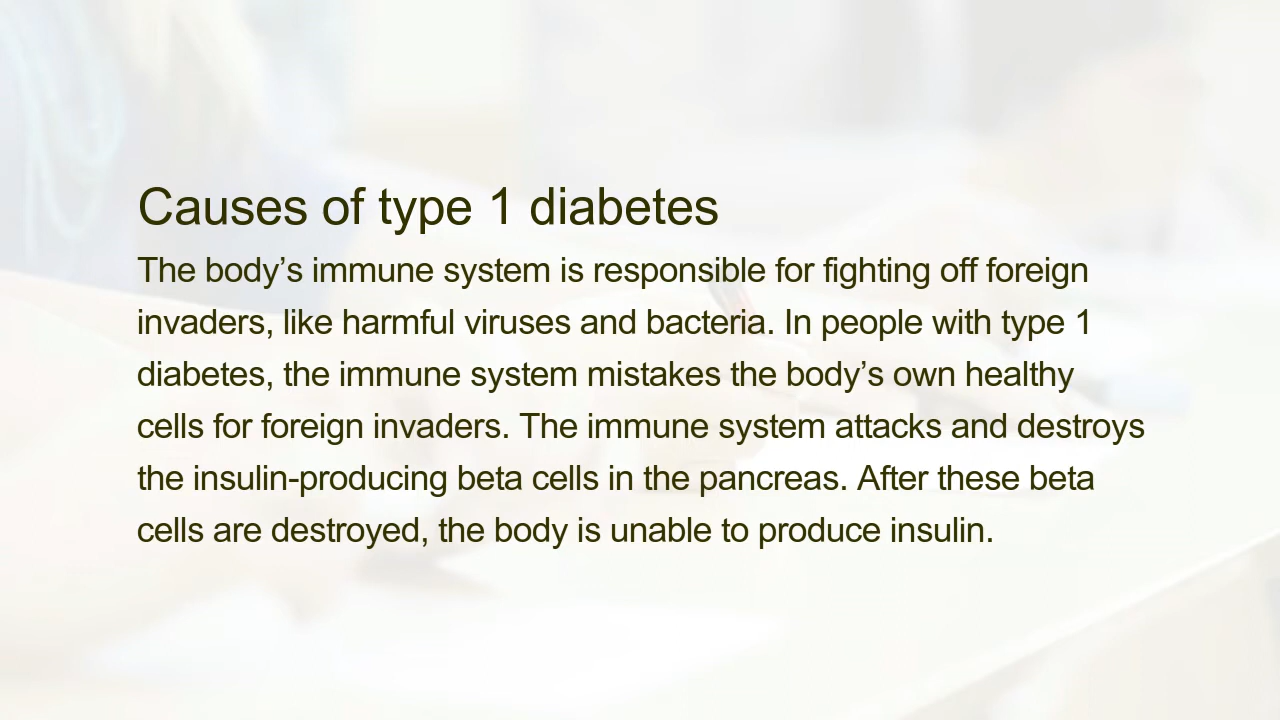 Causes of type 1 diabetes
The body’s immune system is responsible for fighting off foreign
invaders, like harmful viruses and bacteria. In people with type 1
diabetes, the immune system mistakes the body’s own healthy
cells for foreign invaders. The immune system attacks and destroys
the insulin-producing beta cells in the pancreas. After these beta
cells are destroyed, the body is unable to produce insulin.